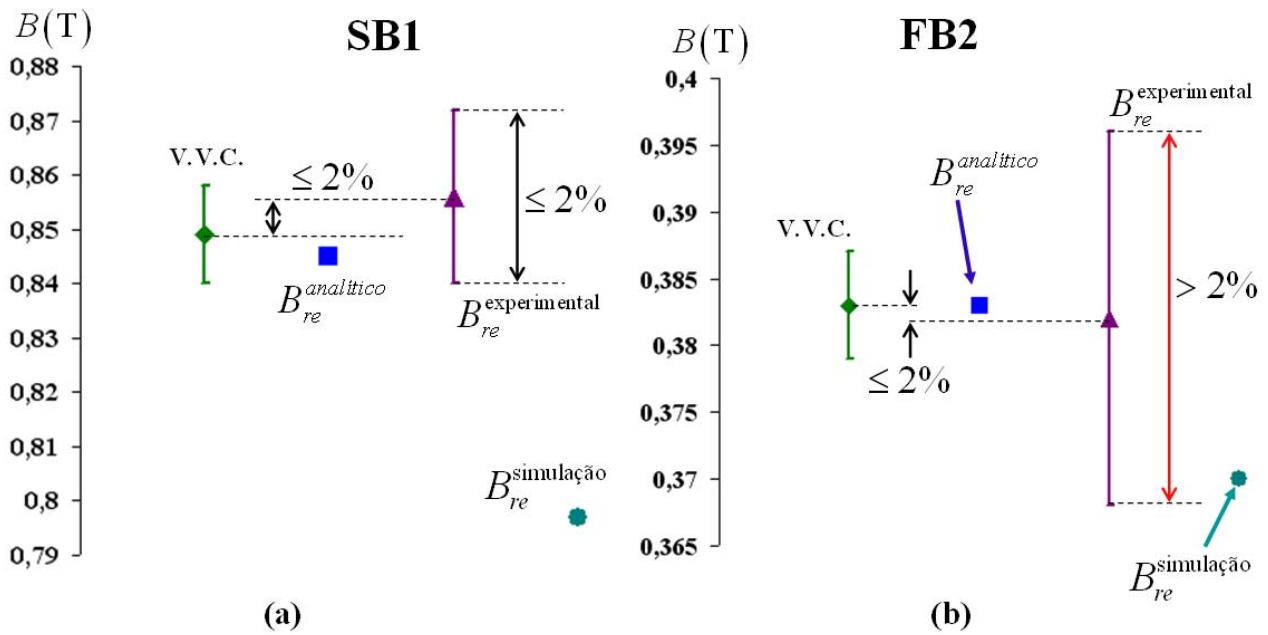 B(T)
SB1
0,88
0,87
0,86
0,85
0,84
0,83
0,82
0,81
0,8
0,79
V.V.C.
≤ 2%
≤ 2%
B_re^analítico
B_re^experimental
B_re^simulação
(a)
B(T)
FB2
0,4
0,395
0,39
0,385
0,38
0,375
0,37
0,365
B_re^experimental
B_re^analítico
V.V.C.
> 2%
≤ 2%
B_re^simulação
(b)